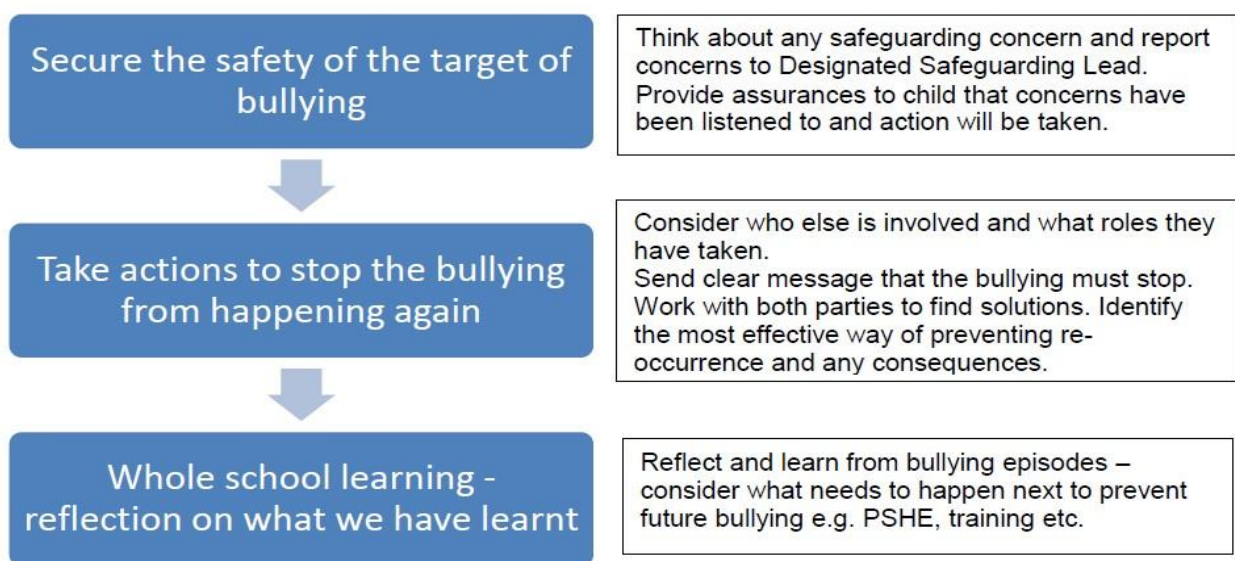 Secure the safety of the target of
bullying
Think about any safeguarding concern and report
concerns to Designated Safeguarding Lead.
Provide assurances to child that concerns have
been listened to and action will be taken.
Take actions to stop the bullying
from happening again
Consider who else is involved and what roles they
have taken.
Send clear message that the bullying must stop.
Work with both parties to find solutions. Identify
the most effective way of preventing re-
occurrence and any consequences.
Whole school learning -
reflection on what we have learnt
Reflect and learn from bullying episodes –
consider what needs to happen next to prevent
future bullying e.g. PSHE, training etc.